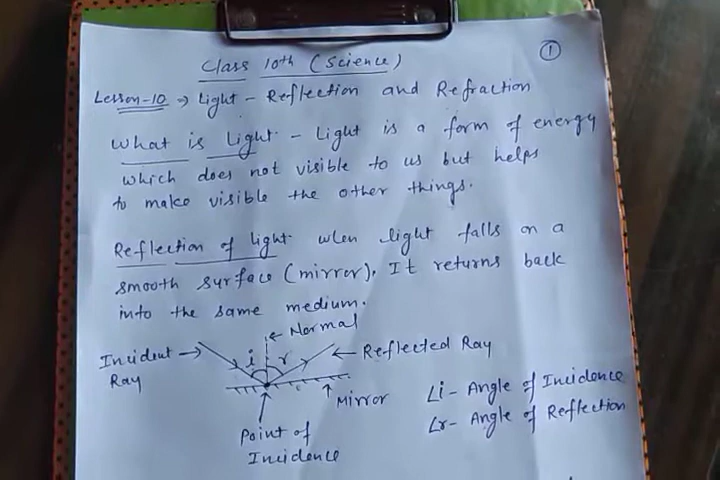 ①
Class 10th (Science)
Lesson-10 → Light - Reflection and Refraction
What is Light - Light is a form of energy
which does not visible to us but helps
to make visible the other things.
Reflection of light when light falls on a
smooth surface (mirror). It returns back
into the same medium.
← Normal
Incident →
Ray
i
r
← Reflected Ray
↑ Mirror
Point of
Incidence
∠i - Angle of Incidence
∠r - Angle of Reflection